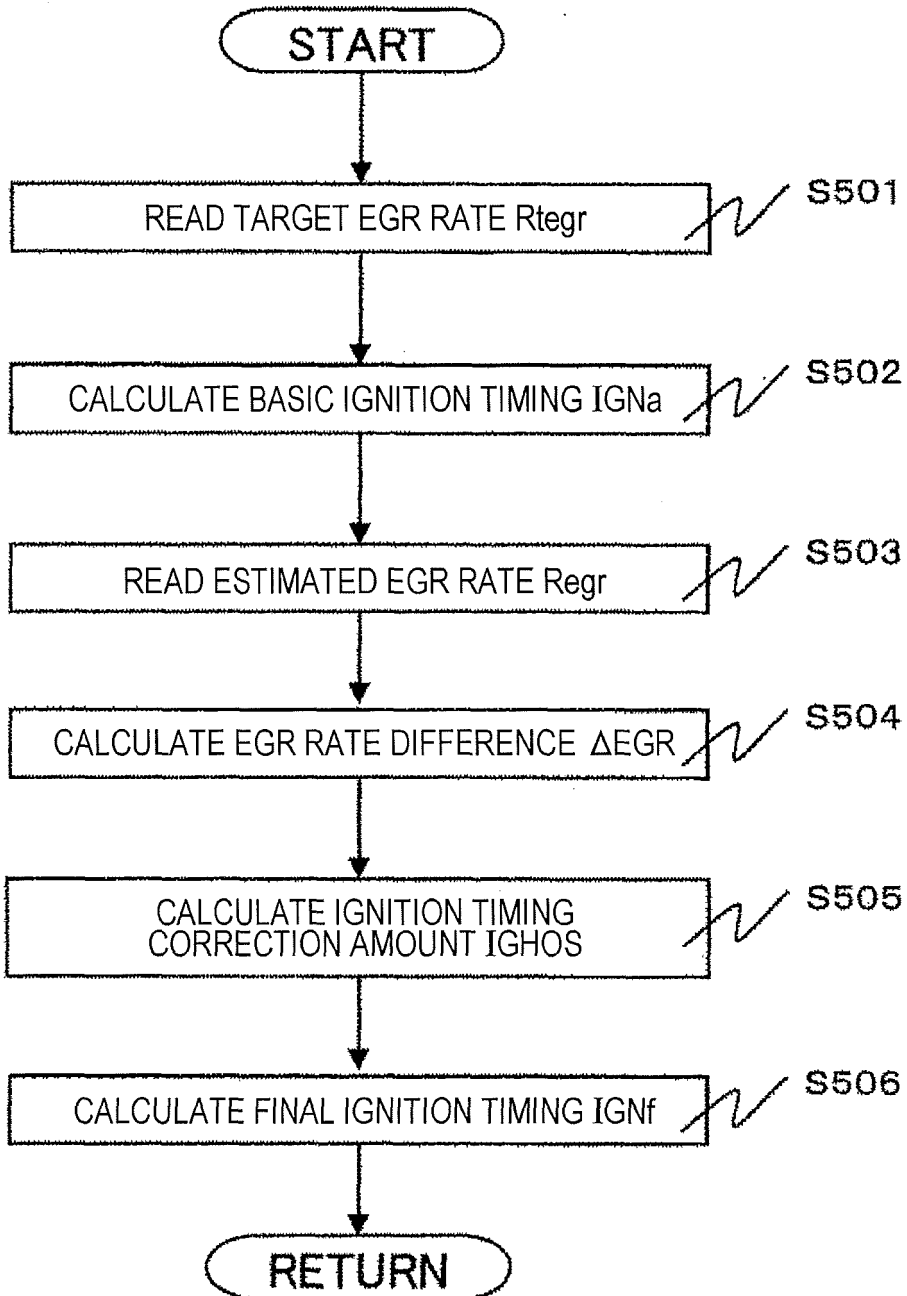 START
READ TARGET EGR RATE Rtegr
S501
CALCULATE BASIC IGNITION TIMING IGNa
S502
READ ESTIMATED EGR RATE Regr
S503
CALCULATE EGR RATE DIFFERENCE ΔEGR
S504
CALCULATE IGNITION TIMING
CORRECTION AMOUNT IGHOS
S505
CALCULATE FINAL IGNITION TIMING IGNf
S506
RETURN